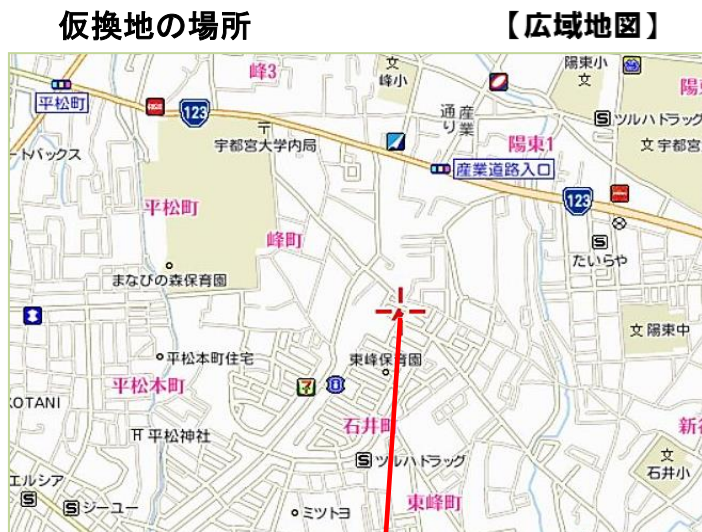 仮換地の場所
【広域地図】
峰3
文
峰小
陽東小
文
平松町
123
産業
通り
ツルハドラッグ
宇都宮大学内局
陽東1
文 宇都宮
ートバックス
産業道路入口
平松町
123
峰町
たいらや
まなびの森保育園
文 陽東中
平松本町住宅
東峰保育園
平松本町
7
KOTANI
石井町
平松神社
S ツルハドラッグ
文
石井小
エルシア
S
S ジーユー
ミツトヨ
東峰町